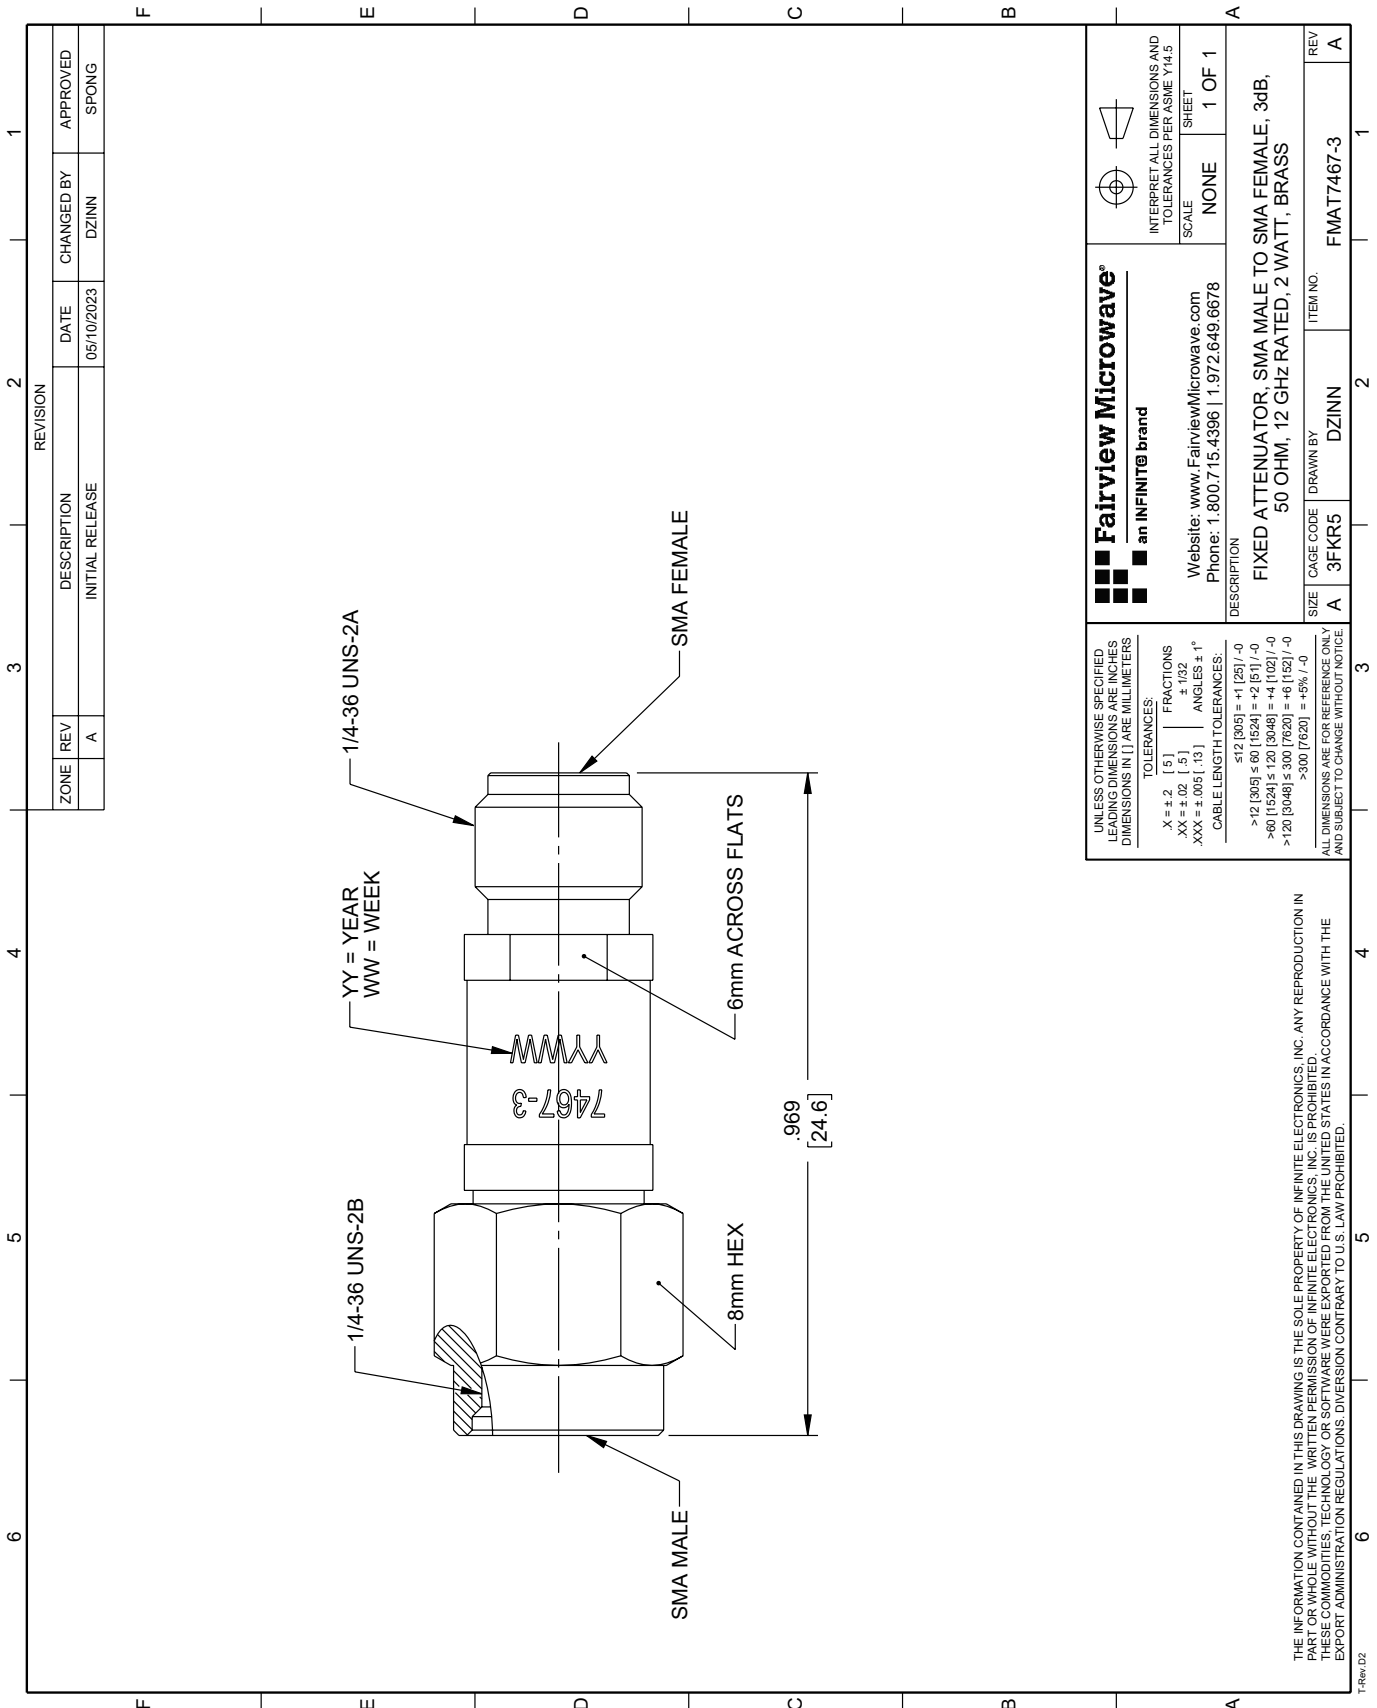 6
5
4
3
2
1
REVISION
ZONE
REV
DESCRIPTION
DATE
CHANGED BY
APPROVED
A
INITIAL RELEASE
05/10/2023
DZINN
SPONG
F
F
E
E
D
D
C
C
B
B
A
A
1/4-36 UNS-2B
YY = YEAR
WW = WEEK
1/4-36 UNS-2A
7467-3
YYWW
SMA MALE
8mm HEX
6mm ACROSS FLATS
SMA FEMALE
.969
[24.6]
THE INFORMATION CONTAINED IN THIS DRAWING IS THE SOLE PROPERTY OF INFINITE ELECTRONICS, INC. ANY REPRODUCTION IN
PART OR WHOLE WITHOUT THE WRITTEN PERMISSION OF INFINITE ELECTRONICS, INC. IS PROHIBITED.
THESE COMMODITIES, TECHNOLOGY OR SOFTWARE WERE EXPORTED FROM THE UNITED STATES IN ACCORDANCE WITH THE
EXPORT ADMINISTRATION REGULATIONS. DIVERSION CONTRARY TO U.S. LAW PROHIBITED.
UNLESS OTHERWISE SPECIFIED
LEADING DIMENSIONS ARE INCHES
DIMENSIONS IN [ ] ARE MILLIMETERS
TOLERANCES:
.X = ±.2 [ 5 ] FRACTIONS
.XX = ±.02 [ .5 ] ± 1/32
.XXX = ±.005 [ .13 ] ANGLES ± 1°
CABLE LENGTH TOLERANCES:
≤12 [305] = +1 [25] / -0
>12 [305] ≤ 60 [1524] = +2 [51] / -0
>60 [1524] ≤ 120 [3048] = +4 [102] / -0
>120 [3048] ≤ 300 [7620] = +6 [152] / -0
>300 [7620] = +5% / -0
ALL DIMENSIONS ARE FOR REFERENCE ONLY
AND SUBJECT TO CHANGE WITHOUT NOTICE.
Fairview Microwave®
an INFINITE brand
Website: www.FairviewMicrowave.com
Phone: 1.800.715.4396 | 1.972.649.6678
INTERPRET ALL DIMENSIONS AND
TOLERANCES PER ASME Y14.5
SCALE
NONE
SHEET
1 OF 1
DESCRIPTION
FIXED ATTENUATOR, SMA MALE TO SMA FEMALE, 3dB,
50 OHM, 12 GHz RATED, 2 WATT, BRASS
SIZE
A
CAGE CODE
3FKR5
DRAWN BY
DZINN
ITEM NO.
FMAT7467-3
REV
A
6
5
4
3
2
1
T-Rev.D2